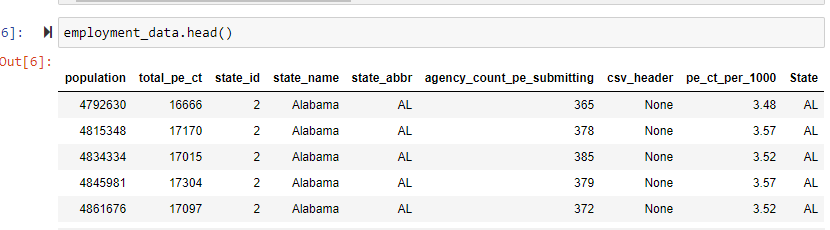 6]: employment_data.head()
Out[6]:
population total_pe_ct state_id state_name state_abbr agency_count_pe_submitting csv_header pe_ct_per_1000 State
4792630 16666 2 Alabama AL 365 None 3.48 AL
4815348 17170 2 Alabama AL 378 None 3.57 AL
4834334 17015 2 Alabama AL 385 None 3.52 AL
4845981 17304 2 Alabama AL 379 None 3.57 AL
4861676 17097 2 Alabama AL 372 None 3.52 AL